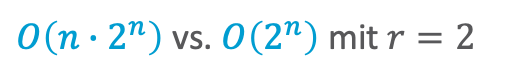 O(n · 2ⁿ) vs. O(2ⁿ) mit r = 2